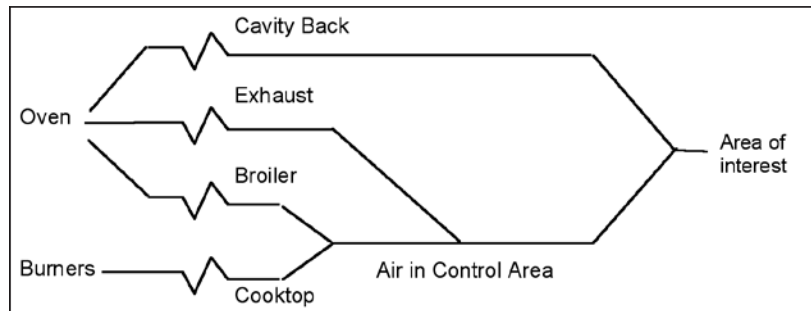 Cavity Back
Exhaust
Oven
Area of
interest
Broiler
Burners
Air in Control Area
Cooktop